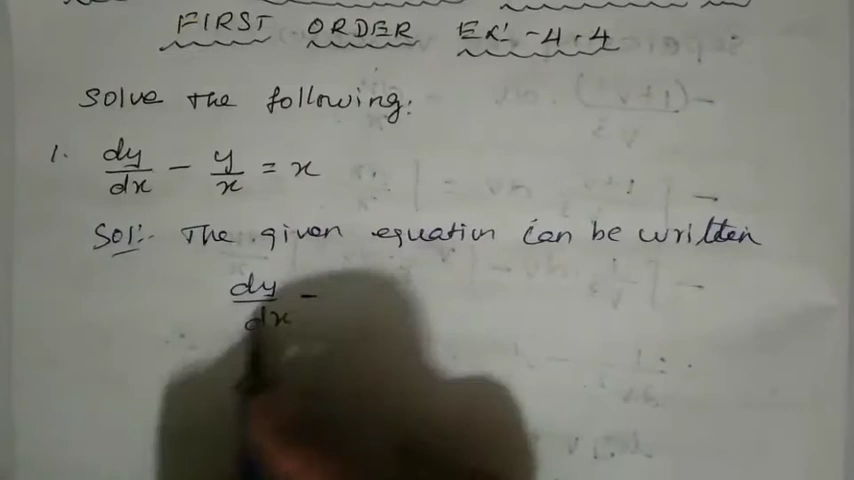 FIRST ORDER EX: - 4.4
Solve the following:
1. dy/dx - y/x = x
Sol:- The given equation can be written
dy/dx -